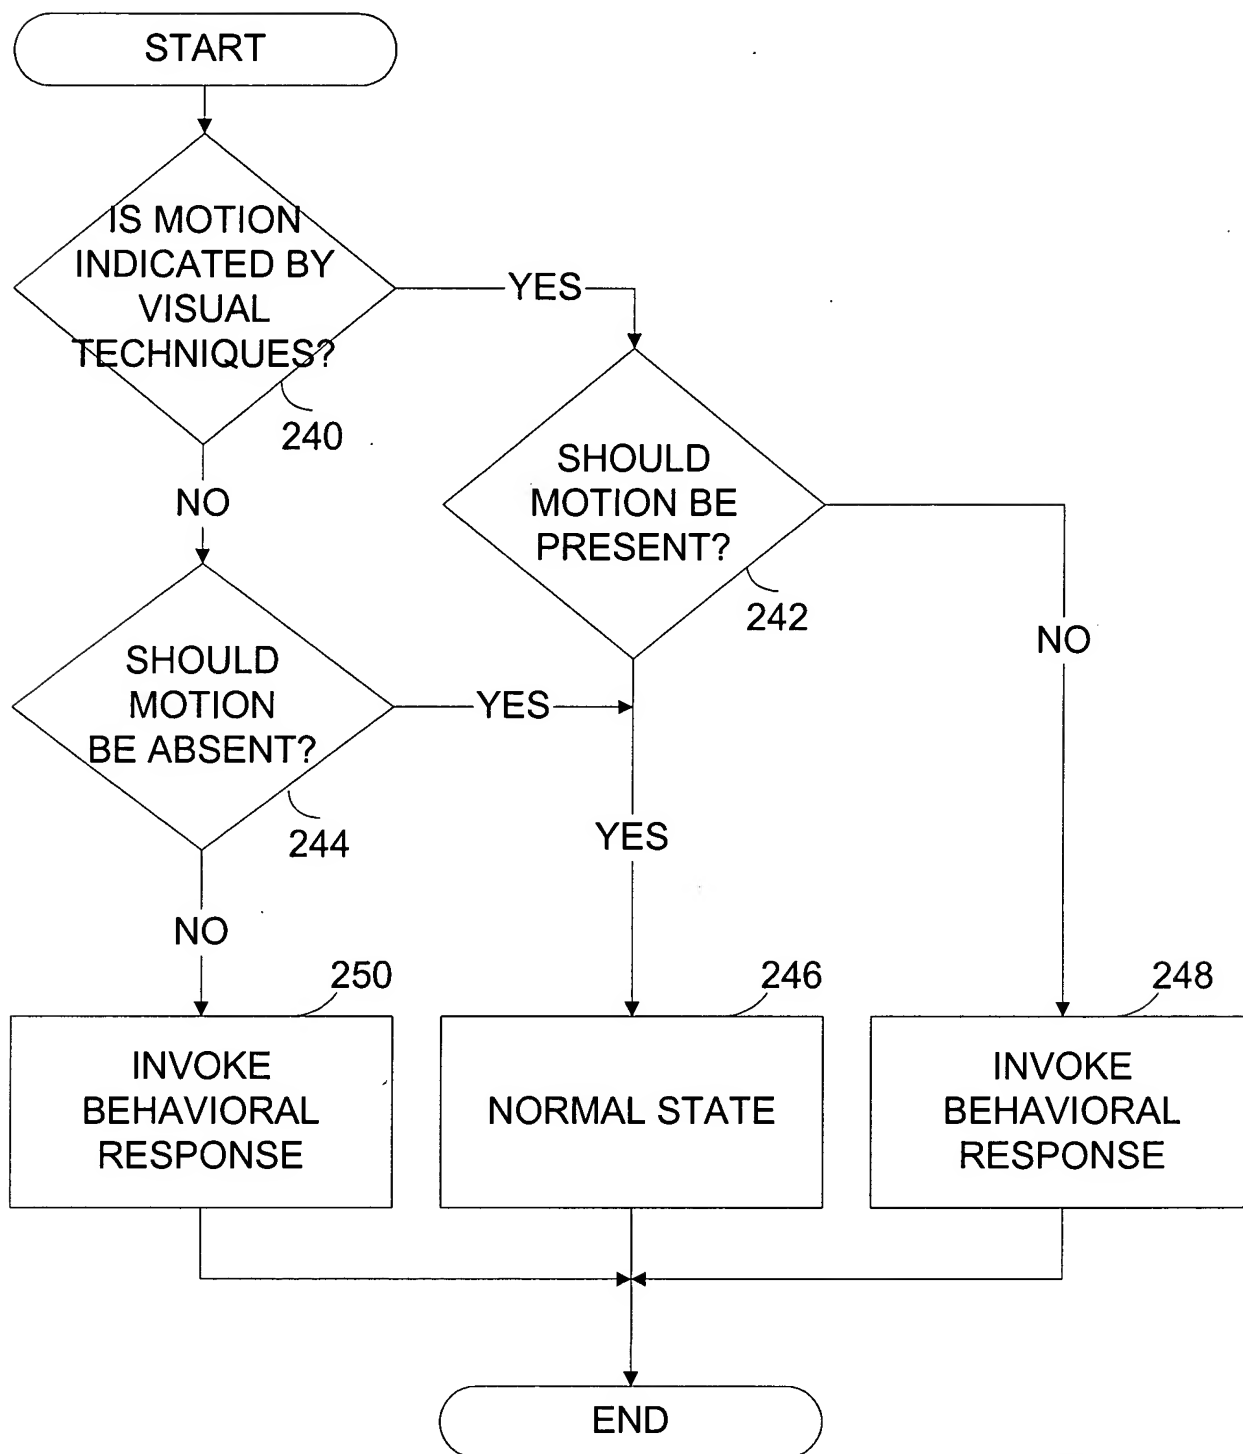 START
IS MOTION
INDICATED BY
VISUAL
TECHNIQUES?
YES
240
NO
SHOULD
MOTION BE
PRESENT?
242
NO
SHOULD
MOTION
BE ABSENT?
YES
244
YES
NO
250
246
248
INVOKE
BEHAVIORAL
RESPONSE
NORMAL STATE
INVOKE
BEHAVIORAL
RESPONSE
END